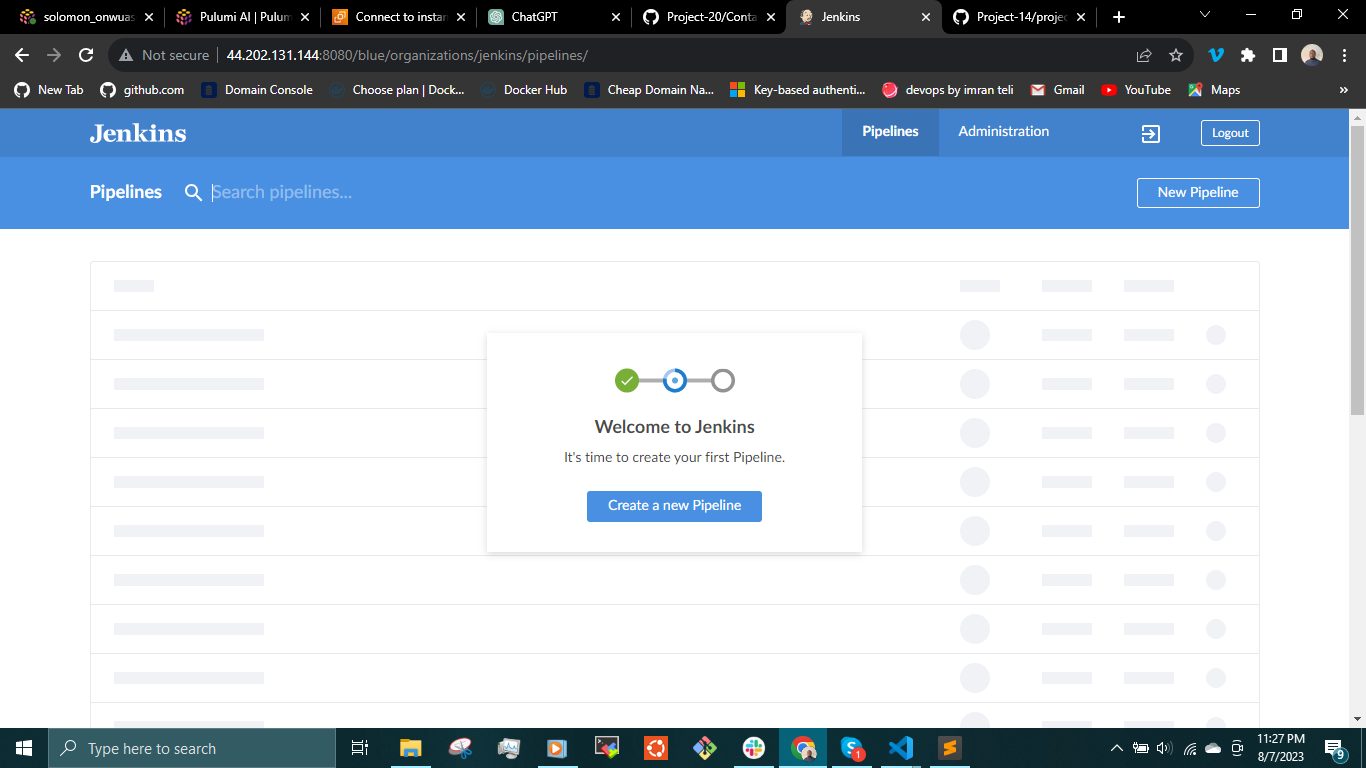 solomon_onwuas
Pulumi AI | Pulum
Connect to instan
ChatGPT
Project-20/Conta
Jenkins
Project-14/projec
Not secure
44.202.131.144:8080/blue/organizations/jenkins/pipelines/
New Tab
github.com
Domain Console
Choose plan | Dock...
Docker Hub
Cheap Domain Na...
Key-based authenti...
devops by imran teli
Gmail
YouTube
Maps
»
Jenkins
Pipelines
Administration
Logout
Pipelines
Search pipelines...
New Pipeline
Welcome to Jenkins
It's time to create your first Pipeline.
Create a new Pipeline
Type here to search
1
11:27 PM
8/7/2023
9